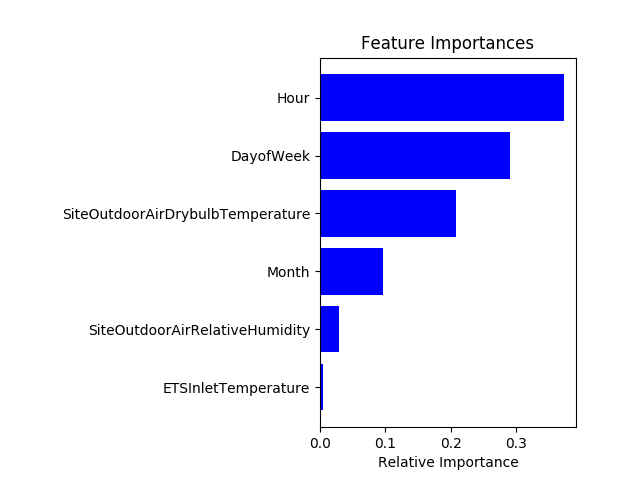 Feature Importances
Hour
DayofWeek
SiteOutdoorAirDrybulbTemperature
Month
SiteOutdoorAirRelativeHumidity
ETSInletTemperature
0.0 0.1 0.2 0.3
Relative Importance